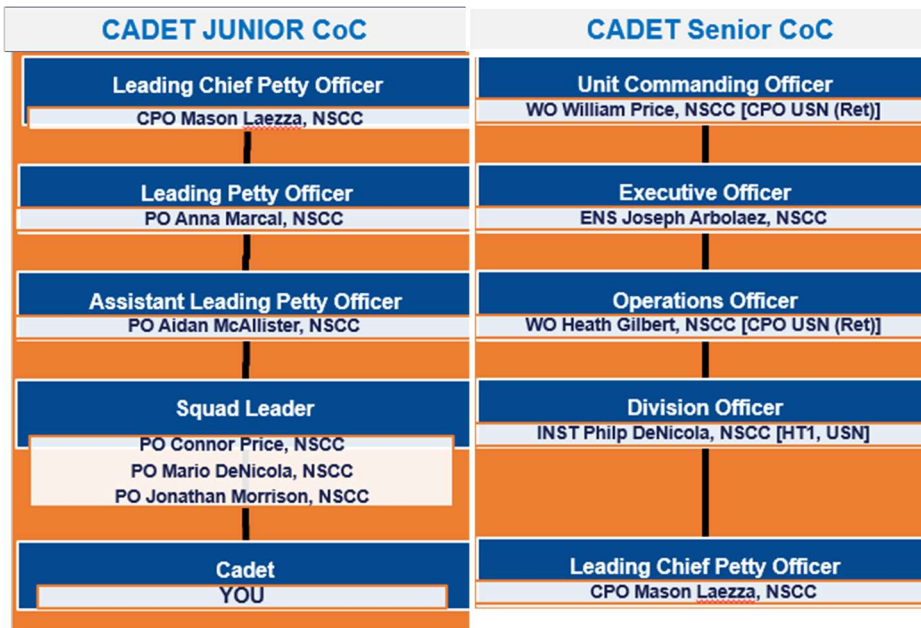 CADET JUNIOR CoC
Leading Chief Petty Officer
CPO Mason Laezza, NSCC
Leading Petty Officer
PO Anna Marcal, NSCC
Assistant Leading Petty Officer
PO Aidan McAllister, NSCC
Squad Leader
PO Connor Price, NSCC
PO Mario DeNicola, NSCC
PO Jonathan Morrison, NSCC
Cadet
YOU
CADET Senior CoC
Unit Commanding Officer
WO William Price, NSCC [CPO USN (Ret)]
Executive Officer
ENS Joseph Arbolaez, NSCC
Operations Officer
WO Heath Gilbert, NSCC [CPO USN (Ret)]
Division Officer
INST Philp DeNicola, NSCC [HT1, USN]
Leading Chief Petty Officer
CPO Mason Laezza, NSCC